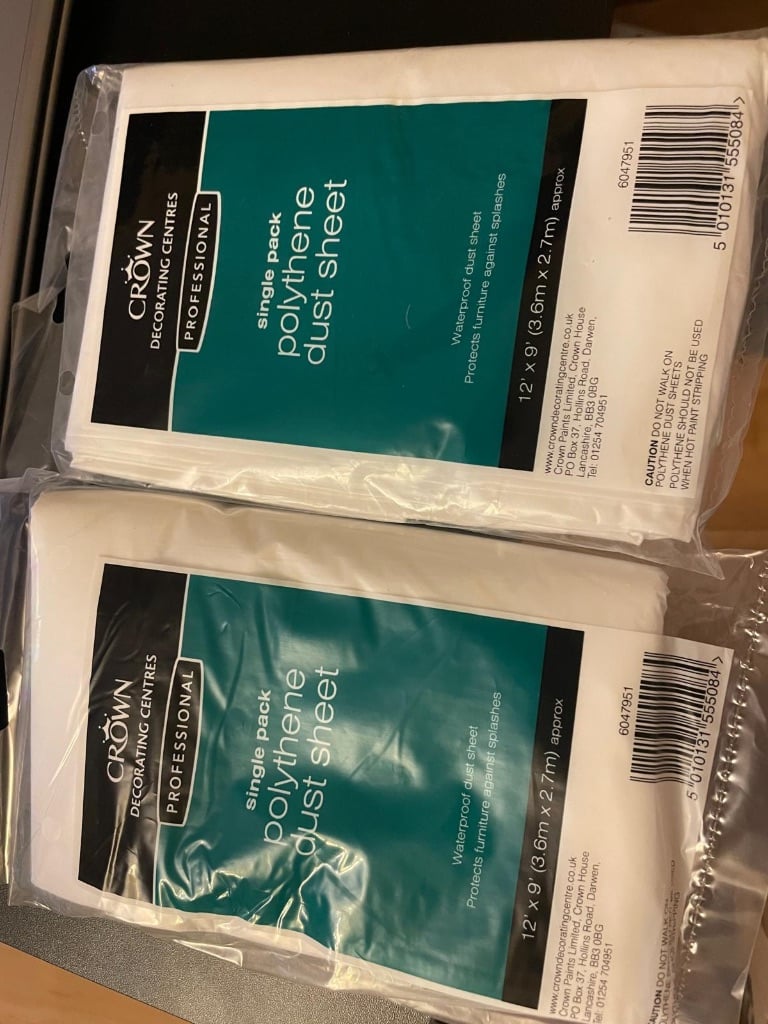 CROWN
DECORATING CENTRES
PROFESSIONAL
single pack
polythene
dust sheet
Waterproof dust sheet
Protects furniture against splashes
12' x 9' (3.6m x 2.7m) approx
www.crowndecoratingcentre.co.uk
Crown Paints Limited, Crown House
PO Box 37, Hollins Road, Darwen.
Lancashire, BB3 0BG
Tel: 01254 704951
CAUTION DO NOT WALK ON
POLYTHENE DUST SHEETS
POLYTHENE SHOULD NOT BE USED
WHEN HOT PAINT STRIPPING
6047951
5 010131 555084 >
CROWN
DECORATING CENTRES
PROFESSIONAL
single pack
polythene
dust sheet
Waterproof dust sheet
Protects furniture against splashes
12' x 9' (3.6m x 2.7m) approx
www.crowndecoratingcentre.co.uk
Crown Paints Limited, Crown House
PO Box 37, Hollins Road, Darwen.
Lancashire, BB3 0BG
Tel: 01254 704951
AUTION DO NOT WALK ON
6047951
5 010131 555084 >